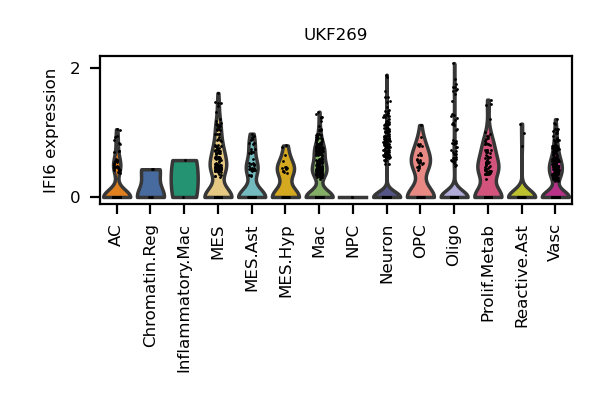 UKF269
IFI6 expression
2
0
AC
Chromatin.Reg
Inflammatory.Mac
MES
MES.Ast
MES.Hyp
Mac
NPC
Neuron
OPC
Oligo
Prolif.Metab
Reactive.Ast
Vasc